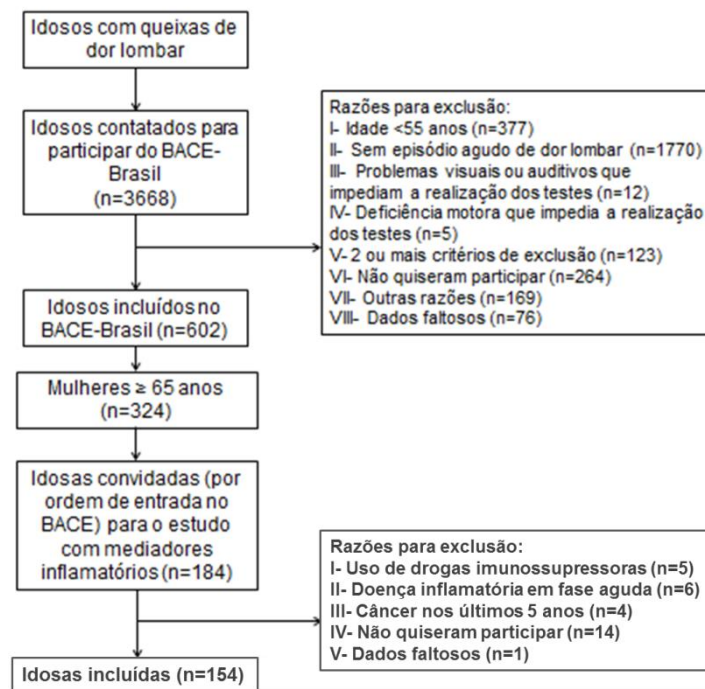 Idosos com queixas de
dor lombar
Idosos contatados para
participar do BACE-
Brasil
(n=3668)
Razões para exclusão:
I- Idade <55 anos (n=377)
II- Sem episódio agudo de dor lombar (n=1770)
III- Problemas visuais ou auditivos que
impediam a realização dos testes (n=12)
IV- Deficiência motora que impedia a realização
dos testes (n=5)
V- 2 ou mais critérios de exclusão (n=123)
VI- Não quiseram participar (n=264)
VII- Outras razões (n=169)
VIII- Dados faltosos (n=76)
Idosos incluídos no
BACE-Brasil (n=602)
Mulheres ≥ 65 anos
(n=324)
Idosas convidadas (por
ordem de entrada no
BACE) para o estudo
com mediadores
inflamatórios (n=184)
Razões para exclusão:
I- Uso de drogas imunossupressoras (n=5)
II- Doença inflamatória em fase aguda (n=6)
III- Câncer nos últimos 5 anos (n=4)
IV- Não quiseram participar (n=14)
V- Dados faltosos (n=1)
Idosas incluídas (n=154)